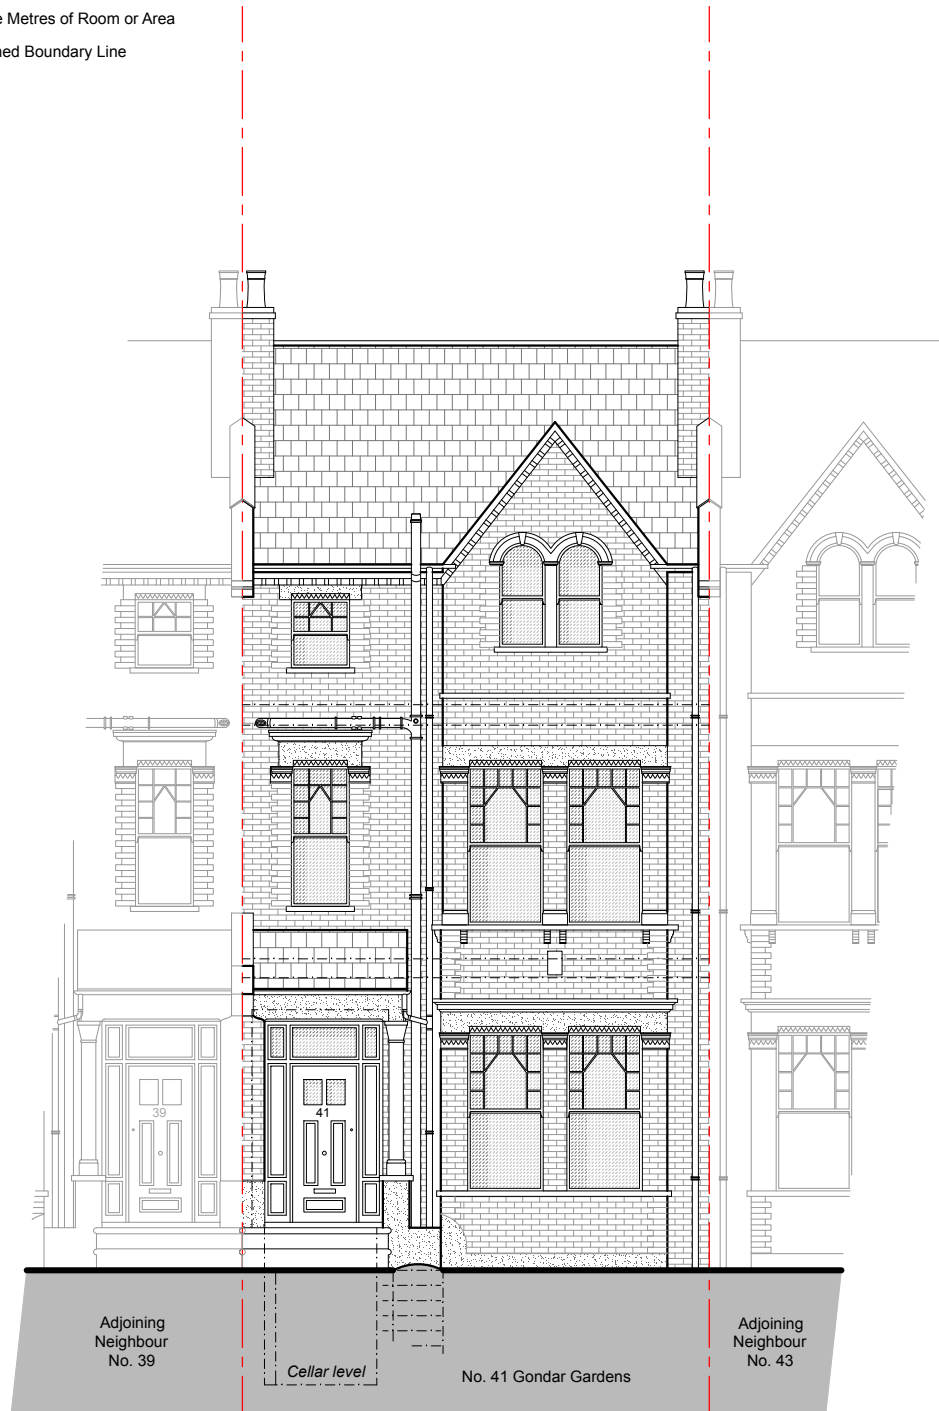 e Metres of Room or Area
ned Boundary Line
39
41
Adjoining
Neighbour
No. 39
Cellar level
No. 41 Gondar Gardens
Adjoining
Neighbour
No. 43